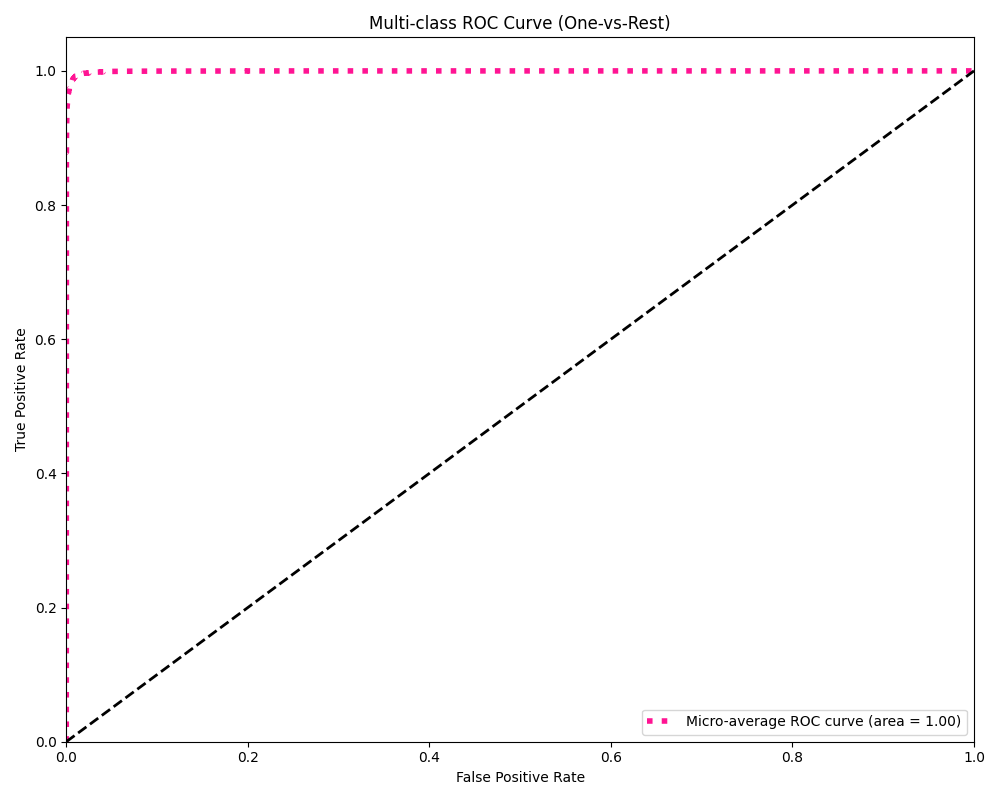 Multi-class ROC Curve (One-vs-Rest)
1.0
0.8
0.6
0.4
0.2
0.0
True Positive Rate
0.0 0.2 0.4 0.6 0.8 1.0
False Positive Rate
Micro-average ROC curve (area = 1.00)